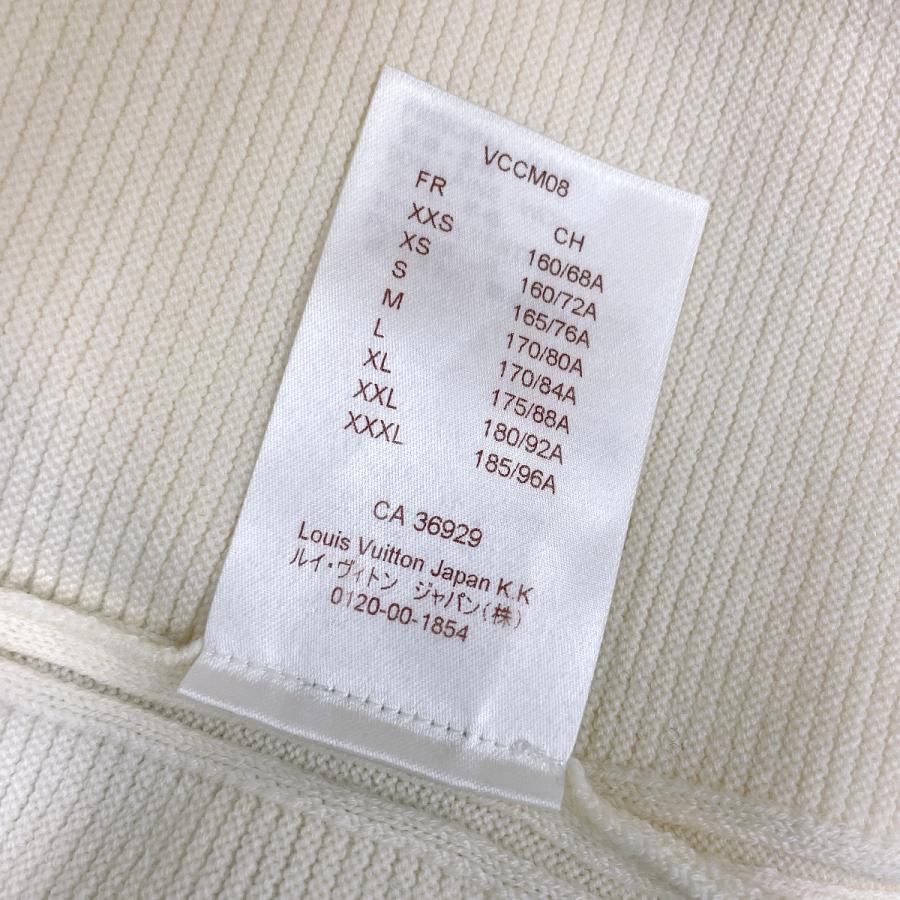 VCCM08
FR CH
XXS 160/68A
XS 160/72A
S 165/76A
M 170/80A
L 170/84A
XL 175/88A
XXL 180/92A
XXXL 185/96A
CA 36929
Louis Vuitton Japan K.K
ルイ・ヴィトン ジャパン(株)
0120-00-1854